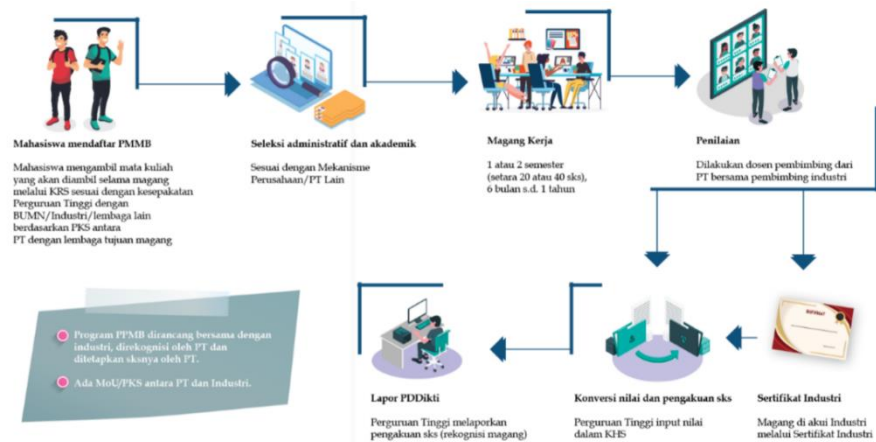 Mahasiswa mendaftar PMMB
Mahasiswa mengambil mata kuliah
yang akan diambil selama magang
melalui KRS sesuai dengan kesepakatan
Perguruan Tinggi dengan
BUMN/Industri/lembaga lain
berdasarkan PKS antara
PT dengan lembaga tujuan magang
Seleksi administratif dan akademik
Sesuai dengan Mekanisme
Perusahaan/PT Lain
Magang Kerja
1 atau 2 semester
(setara 20 atau 40 sks),
6 bulan s.d. 1 tahun
Penilaian
Dilakukan dosen pembimbing dari
PT bersama pembimbing industri
Sertifikat Industri
Magang di akui Industri
melalui Sertifikat Industri
Konversi nilai dan pengakuan sks
Perguruan Tinggi input nilai
dalam KHS
Lapor PDDikti
Perguruan Tinggi melaporkan
pengakuan sks (rekognisi magang)
Program PPMB dirancang bersama dengan
industri, direkognisi oleh PT dan
ditetapkan sksnya oleh PT.
Ada MoU/PKS antara PT dan Industri.